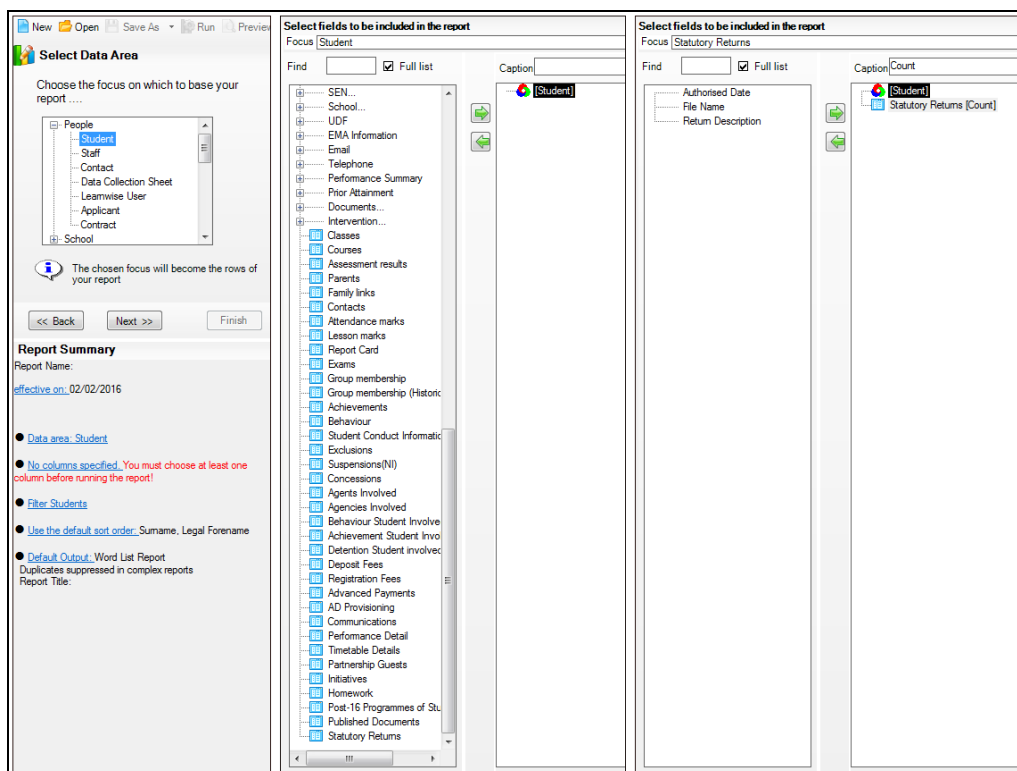 New Open Save As Run Preview
Select Data Area
Choose the focus on which to base your
report ....
People
Student
Staff
Contact
Data Collection Sheet
Learnwise User
Applicant
Contract
School
The chosen focus will become the rows of
your report
<< Back Next >> Finish
Report Summary
Report Name:
effective on: 02/02/2016
Data area: Student
No columns specified. You must choose at least one
column before running the report!
Filter Students
Use the default sort order: Surname, Legal Forename
Default Output: Word List Report
Duplicates suppressed in complex reports
Report Title:
Select fields to be included in the report
Focus Student
Find Full list Caption
SEN...
School...
UDF
EMA Information
Email
Telephone
Performance Summary
Prior Attainment
Documents...
Intervention...
Classes
Courses
Assessment results
Parents
Family links
Contacts
Attendance marks
Lesson marks
Report Card
Exams
Group membership
Group membership (Historic
Achievements
Behaviour
Student Conduct Informatic
Exclusions
Suspensions(NI)
Concessions
Agents Involved
Agencies Involved
Behaviour Student Involve
Achievement Student Invo
Detention Student involved
Deposit Fees
Registration Fees
Advanced Payments
AD Provisioning
Communications
Performance Detail
Timetable Details
Partnership Guests
Initiatives
Homework
Post-16 Programmes of Stu
Published Documents
Statutory Returns
[Student]
Select fields to be included in the report
Focus Statutory Returns
Find Full list Caption Count
Authorised Date
File Name
Return Description
[Student]
Statutory Returns [Count]